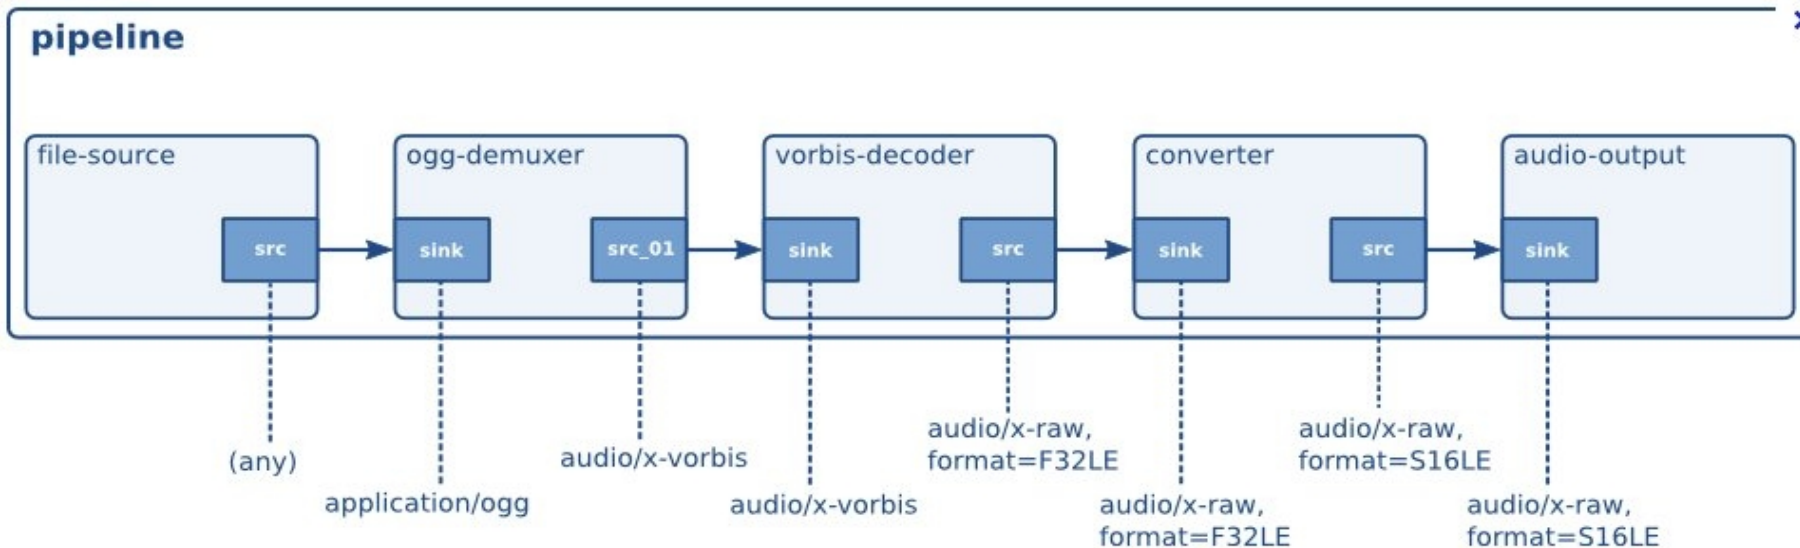 pipeline
file-source
ogg-demuxer
vorbis-decoder
converter
audio-output
src
sink
src_01
sink
src
sink
src
sink
(any)
application/ogg
audio/x-vorbis
audio/x-vorbis
audio/x-raw,
format=F32LE
audio/x-raw,
format=F32LE
audio/x-raw,
format=S16LE
audio/x-raw,
format=S16LE